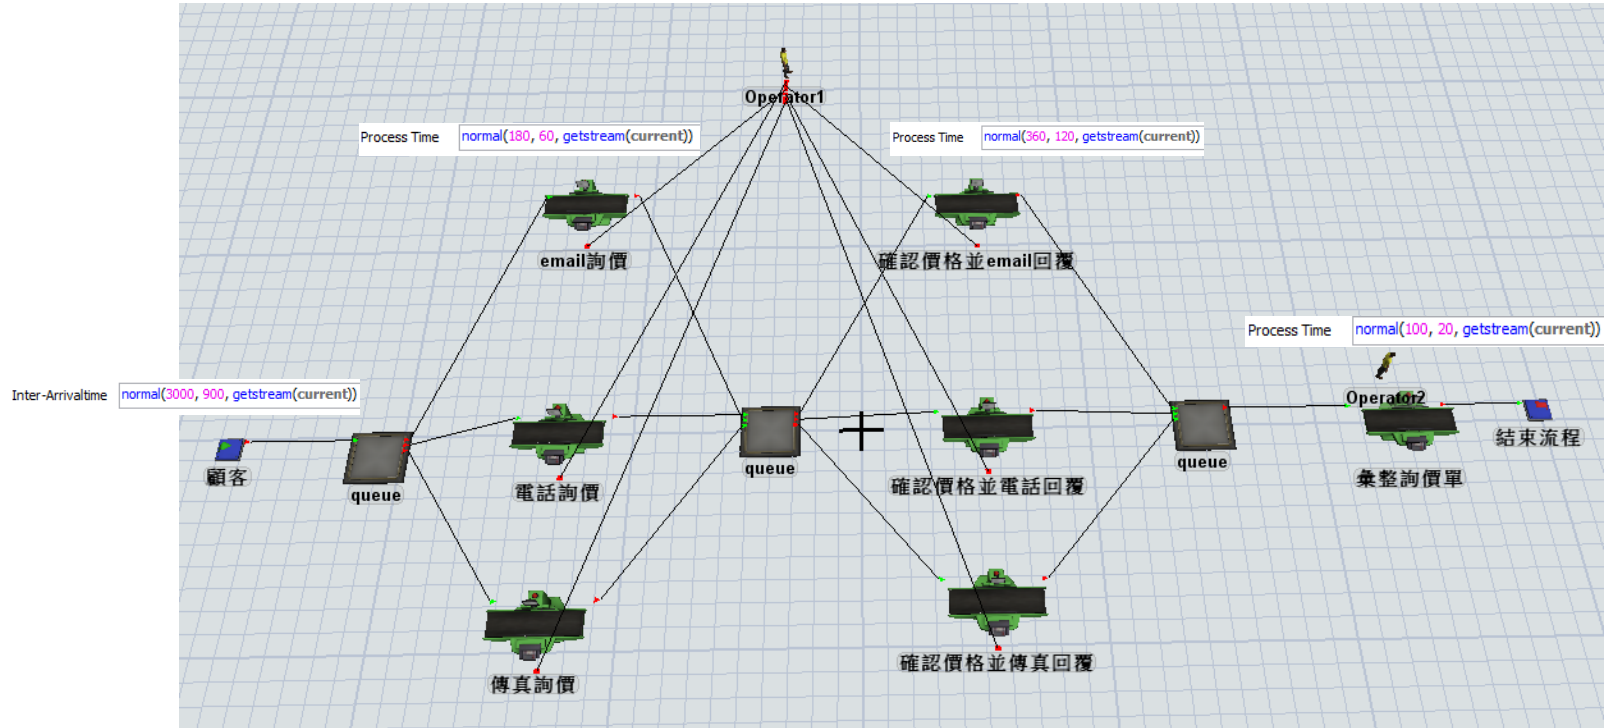 Operator1
Process Time normal(180, 60, getstream(current))
Process Time normal(360, 120, getstream(current))
email詢價
確認價格並email回覆
Process Time normal(100, 20, getstream(current))
Inter-Arrivaltime normal(3000, 900, getstream(current))
Operator2
顧客
queue
電話詢價
queue
確認價格並電話回覆
queue
彙整詢價單
結束流程
傳真詢價
確認價格並傳真回覆